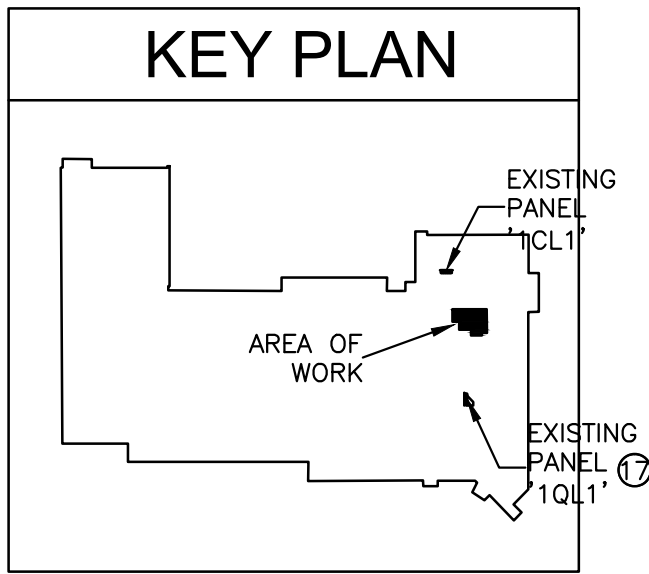 KEY PLAN
EXISTING
PANEL
'1CL1'
AREA OF
WORK
EXISTING
PANEL 17
'1QL1'